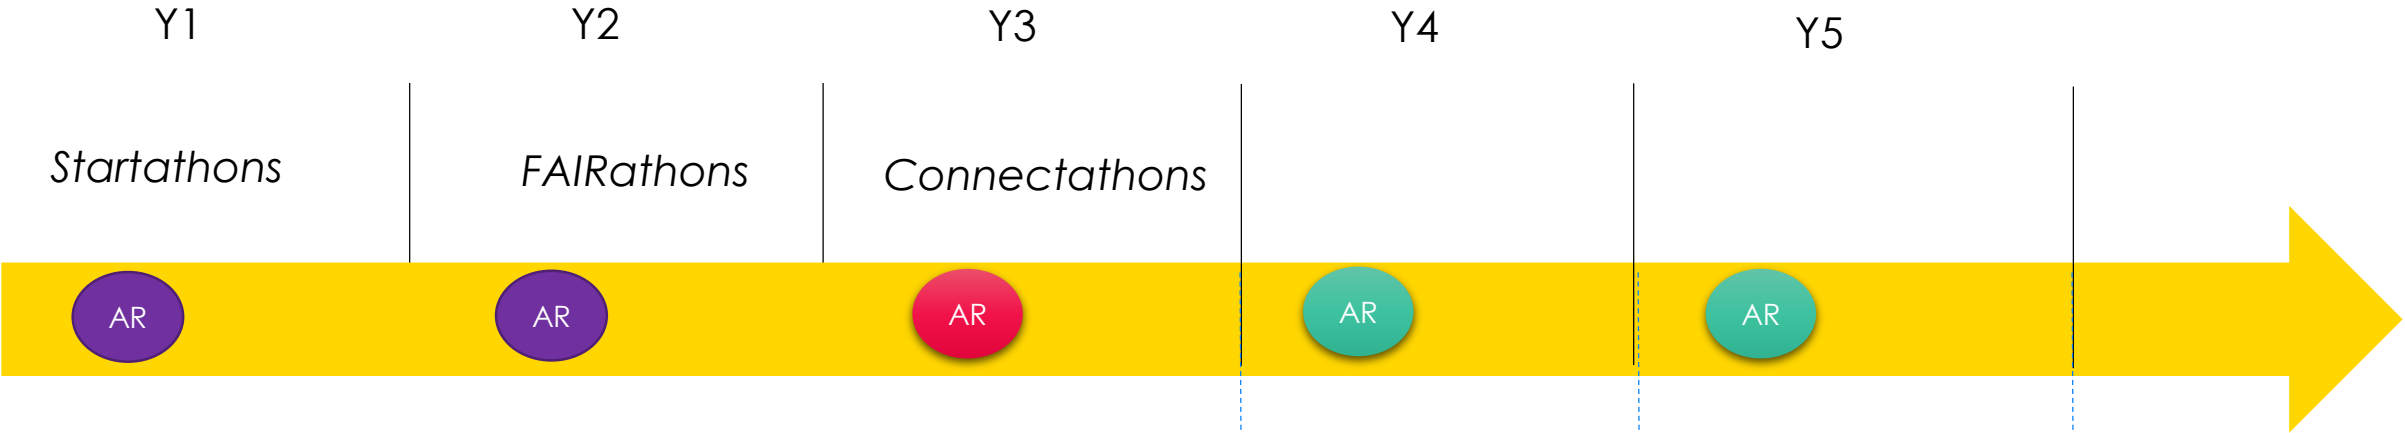 Y1 Y2 Y3 Y4 Y5
Startathons FAIRathons Connectathons
AR AR AR AR AR